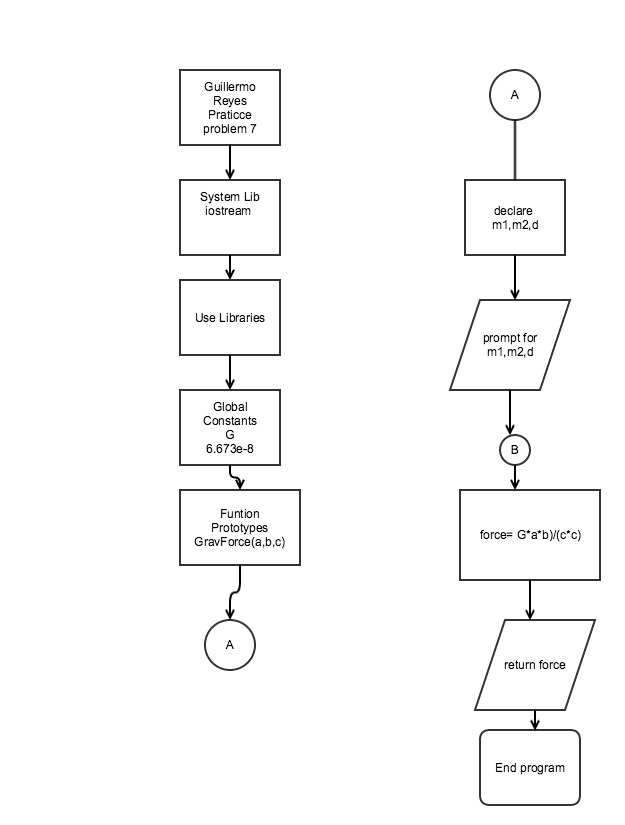 Guillermo
Reyes
Praticce
problem 7
System Lib
iostream
Use Libraries
Global
Constants
G
6.673e-8
Funtion
Prototypes
GravForce(a,b,c)
A
A
declare
m1,m2,d
prompt for
m1,m2,d
B
force= G*a*b)/(c*c)
return force
End program